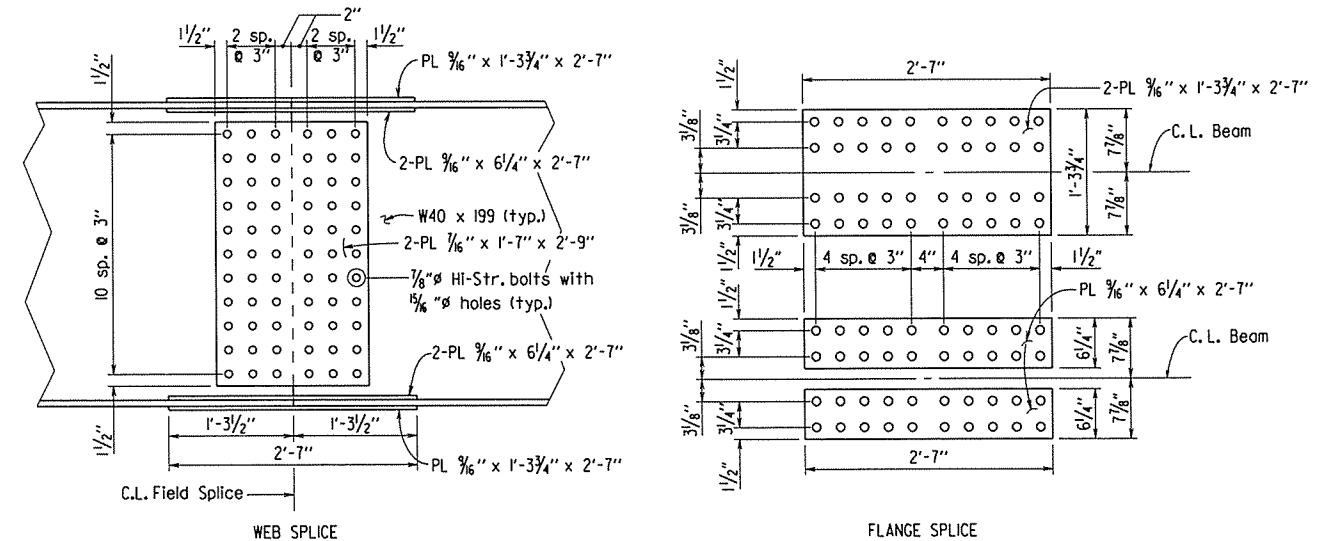 2"
1½" 2 sp. @ 3" 2 sp. @ 3" 1½"
PL 9/16" x 1'-3¾" x 2'-7"
1½"
2-PL 9/16" x 6¼" x 2'-7"
W40 x 199 (typ.)
10 sp. @ 3"
2-PL 7/16" x 1'-7" x 2'-9"
7/8"ø Hi-Str. bolts with
15/16 "ø holes (typ.)
2-PL 9/16" x 6¼" x 2'-7"
1½"
1'-3½" 1'-3½"
2'-7"
PL 9/16" x 1'-3¾" x 2'-7"
C.L. Field Splice
WEB SPLICE
2'-7"
2-PL 9/16" x 1'-3¾" x 2'-7"
1½"
3⅛" 3¼"
C.L. Beam
1'-3¾"
7⅞"
7⅞"
3⅛" 3¼"
1½"
1½" 4 sp. @ 3" 4" 4 sp. @ 3" 1½"
PL 9/16" x 6¼" x 2'-7"
1½"
3⅛" 3¼"
6¼" 7⅞"
C.L. Beam
3⅛" 3¼"
6¼" 7⅞"
1½"
2'-7"
FLANGE SPLICE